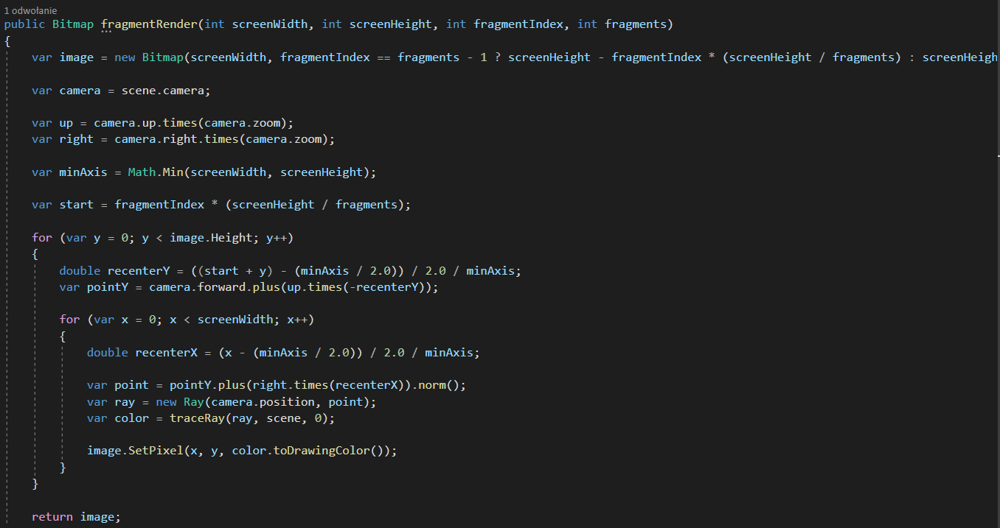 1 odwołanie
public Bitmap fragmentRender(int screenWidth, int screenHeight, int fragmentIndex, int fragments)
{
var image = new Bitmap(screenWidth, fragmentIndex == fragments - 1 ? screenHeight - fragmentIndex * (screenHeight / fragments) : screenHeigh
var camera = scene.camera;
var up = camera.up.times(camera.zoom);
var right = camera.right.times(camera.zoom);
var minAxis = Math.Min(screenWidth, screenHeight);
var start = fragmentIndex * (screenHeight / fragments);
for (var y = 0; y < image.Height; y++)
{
double recenterY = ((start + y) - (minAxis / 2.0)) / 2.0 / minAxis;
var pointY = camera.forward.plus(up.times(-recenterY));
for (var x = 0; x < screenWidth; x++)
{
double recenterX = (x - (minAxis / 2.0)) / 2.0 / minAxis;
var point = pointY.plus(right.times(recenterX)).norm();
var ray = new Ray(camera.position, point);
var color = traceRay(ray, scene, 0);
image.SetPixel(x, y, color.toDrawingColor());
}
}
return image;